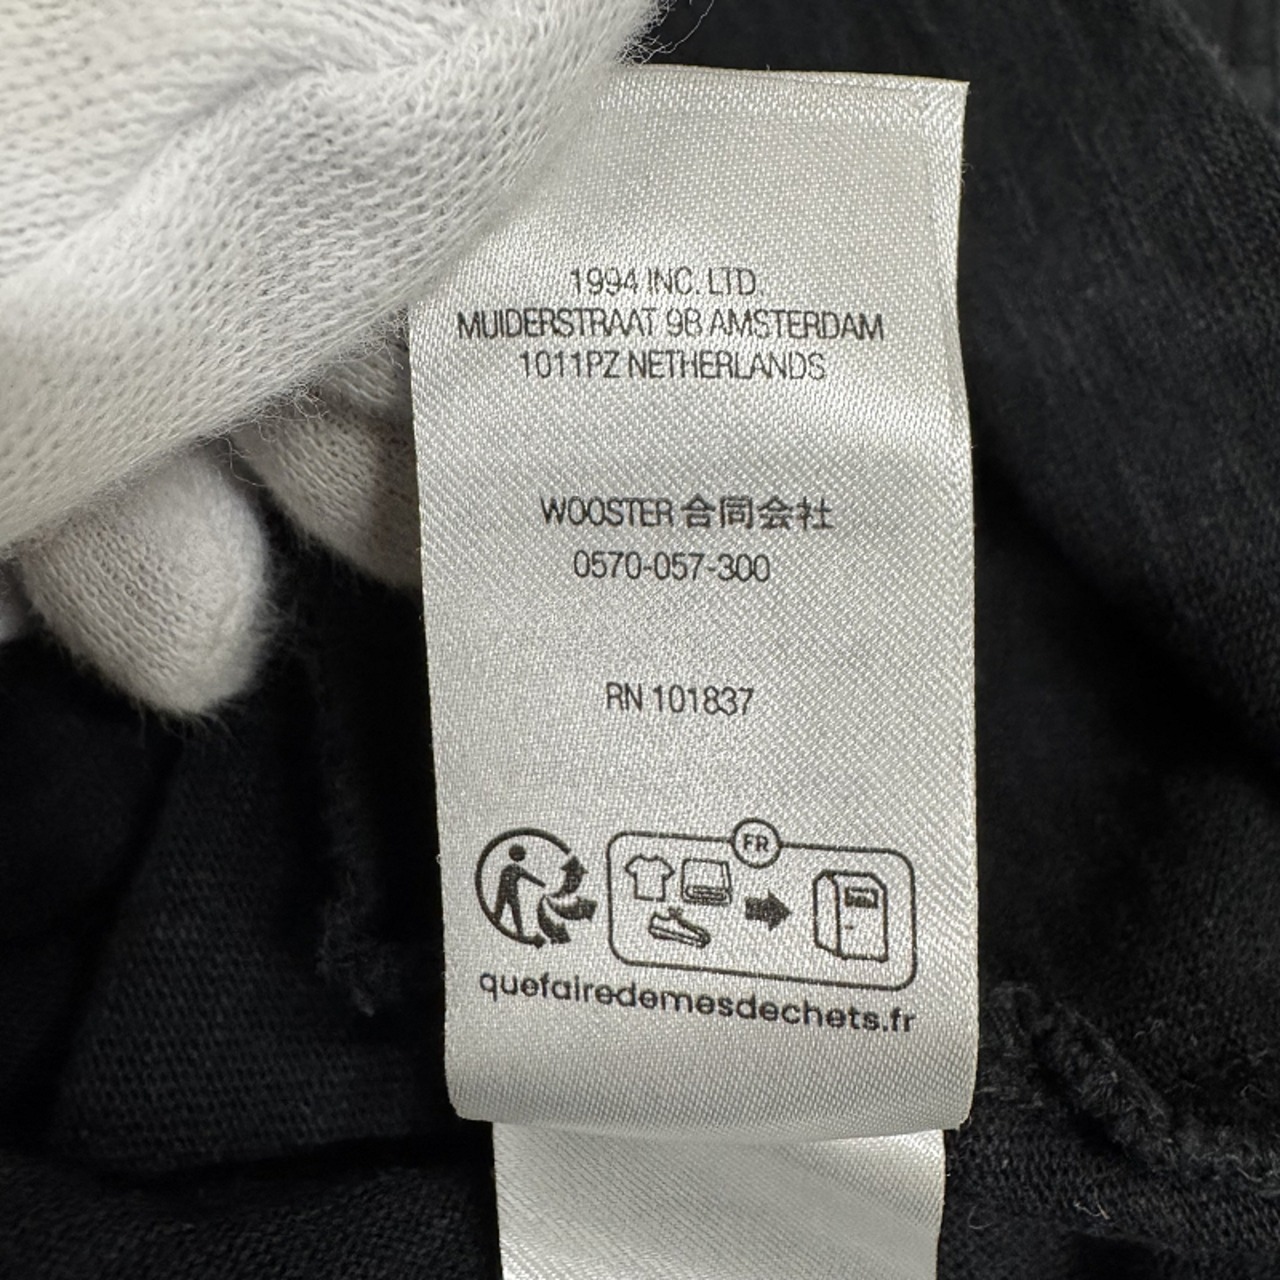 1994 INC. LTD.
MUIDERSTRAAT 9B AMSTERDAM
1011PZ NETHERLANDS
WOOSTER 合同会社
0570-057-300
RN 101837
FR
quefairedemesdechets.fr